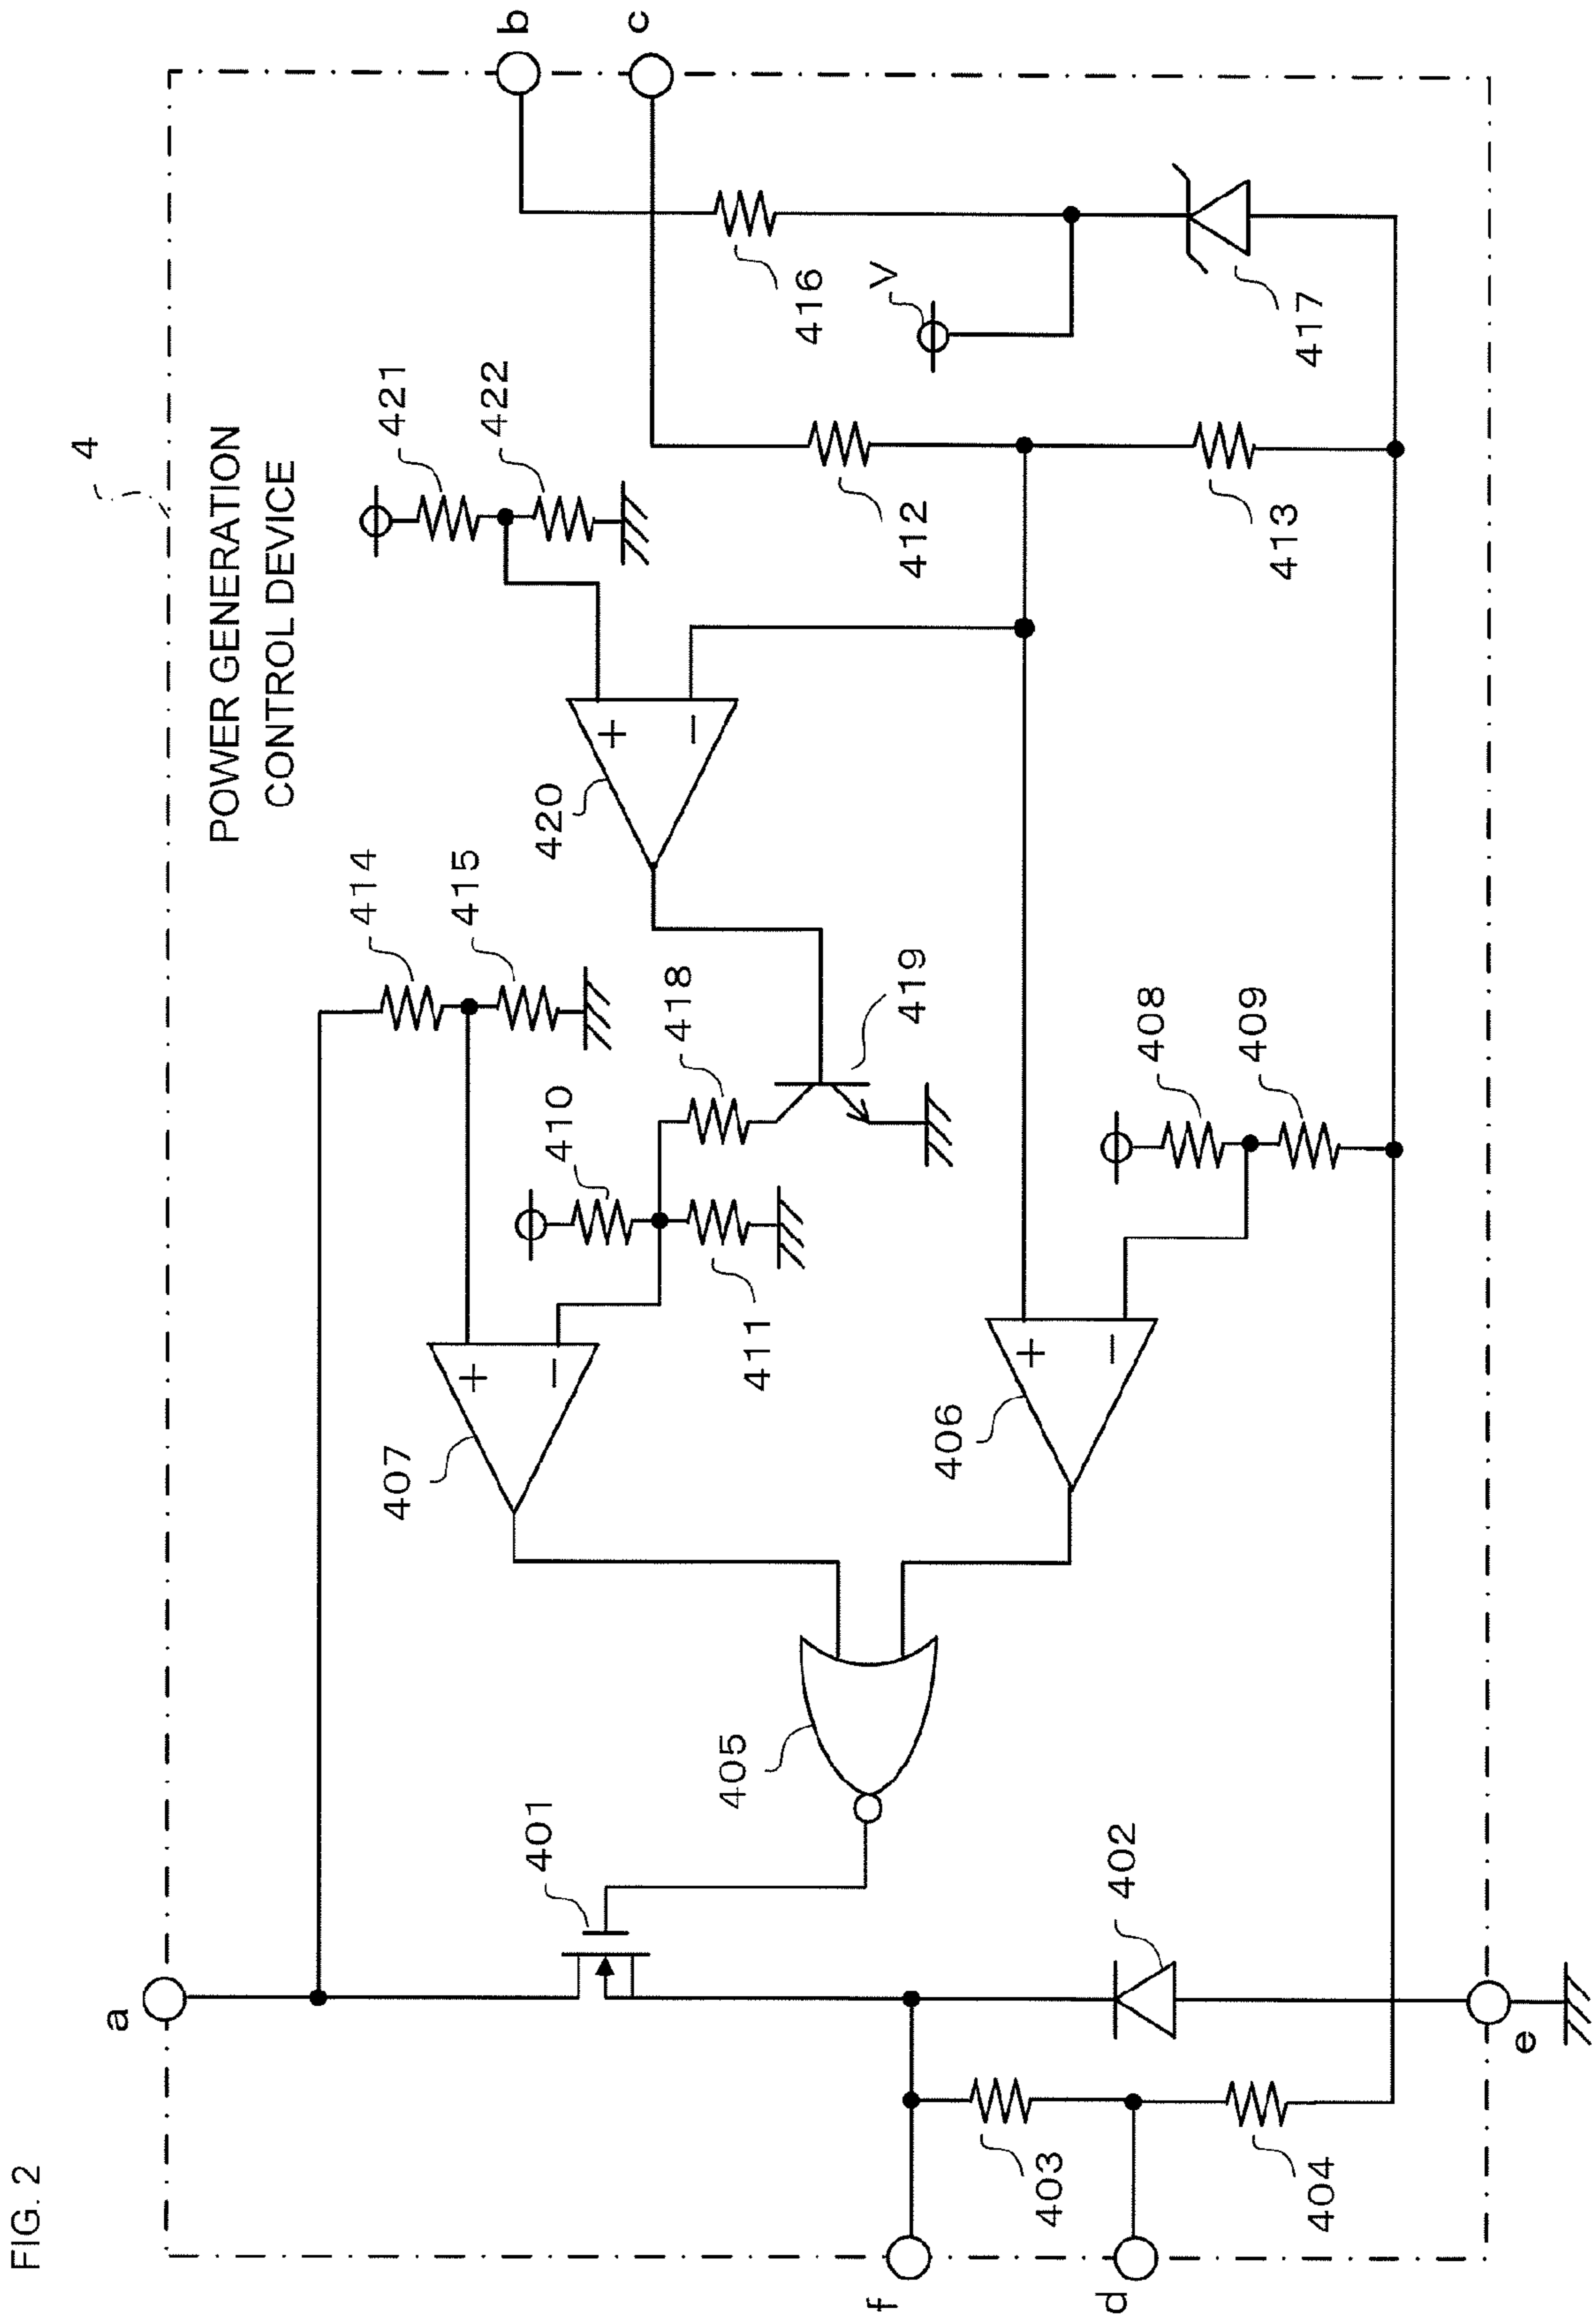 FIG. 2
4
POWER GENERATION
CONTROL DEVICE
a
b
c
d
e
f
V
401
402
403
404
405
406
407
408
409
410
411
412
413
414
415
416
417
418
419
420
421
422
+
−
+
−
+
−